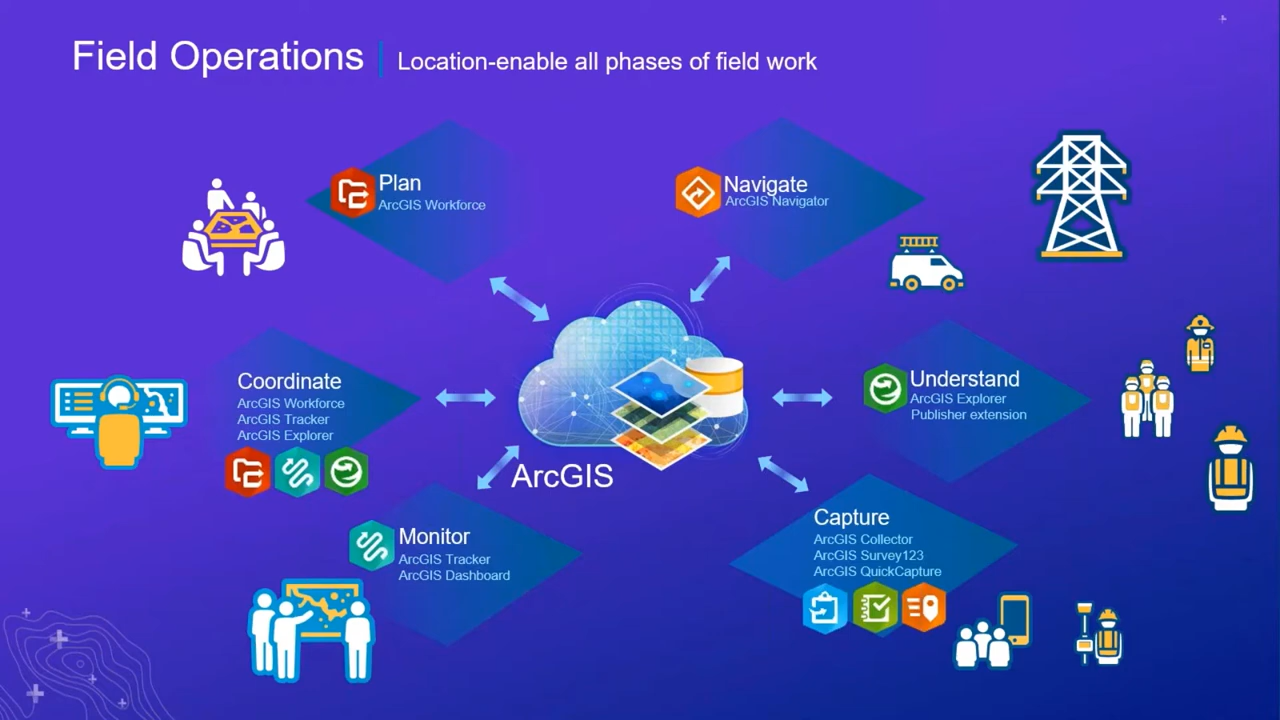 Field Operations
Location-enable all phases of field work
Plan
ArcGIS Workforce
Navigate
ArcGIS Navigator
Coordinate
ArcGIS Workforce
ArcGIS Tracker
ArcGIS Explorer
Understand
ArcGIS Explorer
Publisher extension
ArcGIS
Monitor
ArcGIS Tracker
ArcGIS Dashboard
Capture
ArcGIS Collector
ArcGIS Survey123
ArcGIS QuickCapture